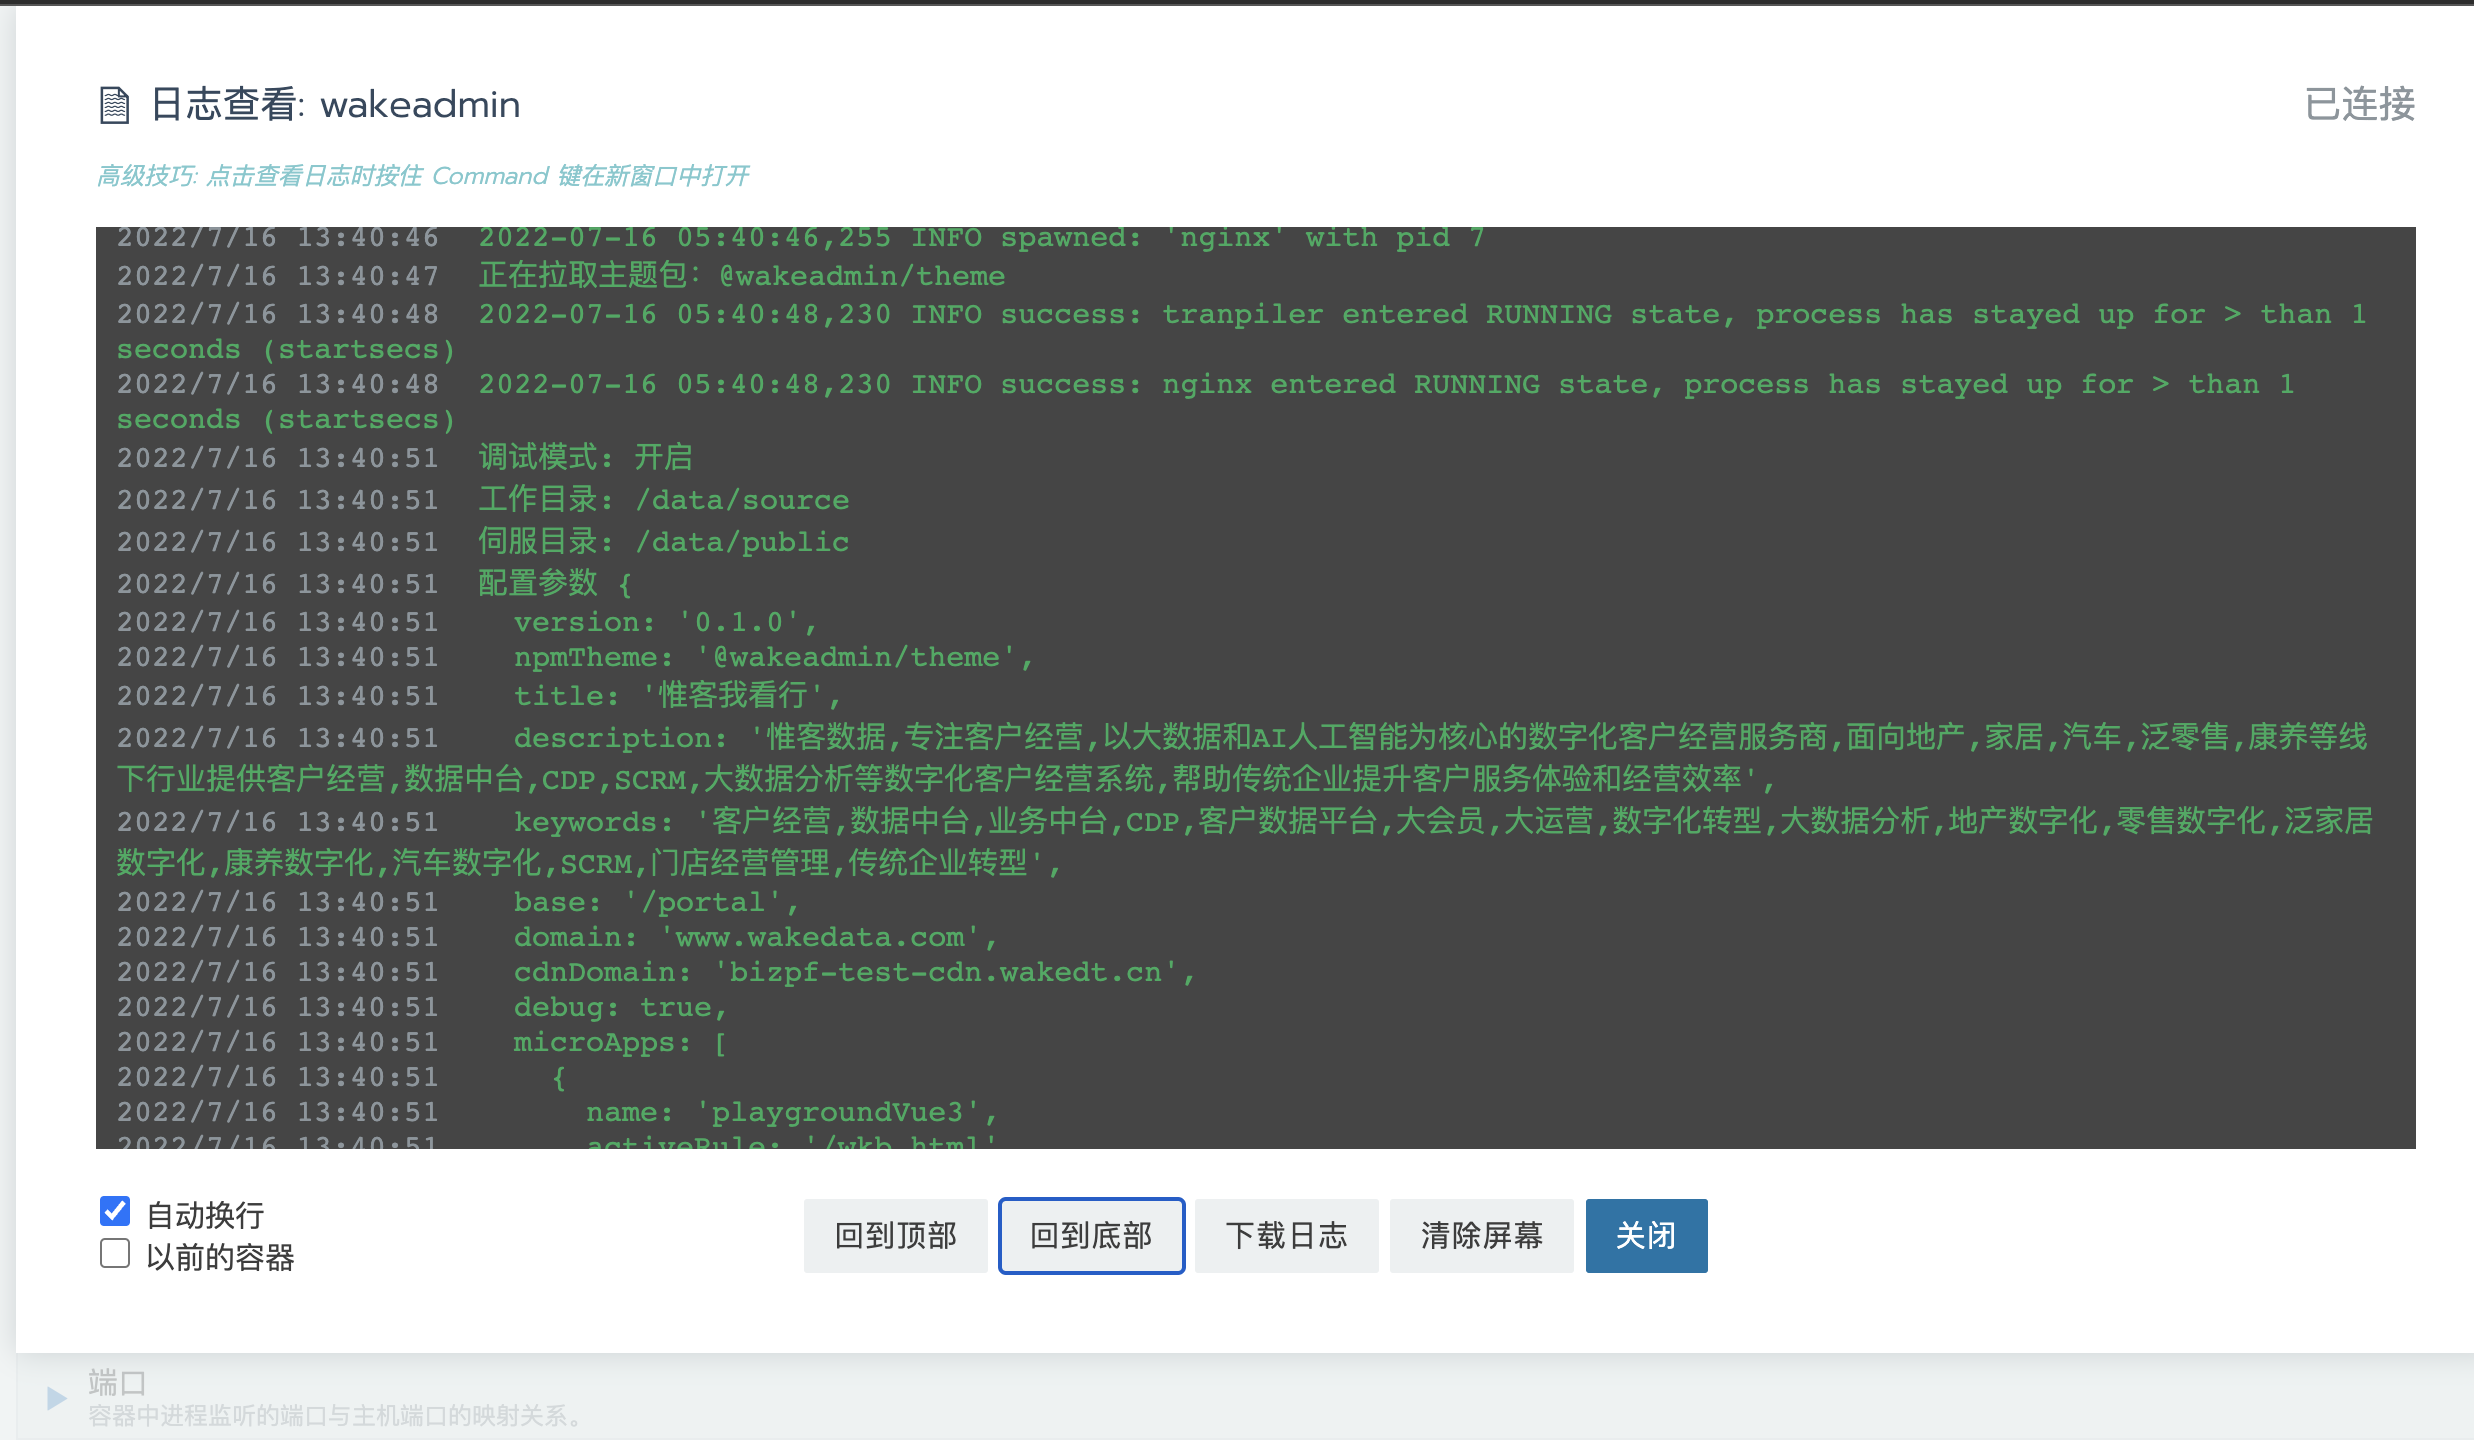 日志查看: wakeadmin
已连接
高级技巧: 点击查看日志时按住 Command 键在新窗口中打开
2022/7/16 13:40:46 2022-07-16 05:40:46,255 INFO spawned: 'nginx' with pid 7
2022/7/16 13:40:47 正在拉取主题包：@wakeadmin/theme
2022/7/16 13:40:48 2022-07-16 05:40:48,230 INFO success: tranpiler entered RUNNING state, process has stayed up for > than 1
seconds (startsecs)
2022/7/16 13:40:48 2022-07-16 05:40:48,230 INFO success: nginx entered RUNNING state, process has stayed up for > than 1
seconds (startsecs)
2022/7/16 13:40:51 调试模式: 开启
2022/7/16 13:40:51 工作目录: /data/source
2022/7/16 13:40:51 伺服目录: /data/public
2022/7/16 13:40:51 配置参数 {
2022/7/16 13:40:51 version: '0.1.0',
2022/7/16 13:40:51 npmTheme: '@wakeadmin/theme',
2022/7/16 13:40:51 title: '惟客我看行',
2022/7/16 13:40:51 description: '惟客数据,专注客户经营,以大数据和AI人工智能为核心的数字化客户经营服务商,面向地产,家居,汽车,泛零售,康养等线
下行业提供客户经营,数据中台,CDP,SCRM,大数据分析等数字化客户经营系统,帮助传统企业提升客户服务体验和经营效率',
2022/7/16 13:40:51 keywords: '客户经营,数据中台,业务中台,CDP,客户数据平台,大会员,大运营,数字化转型,大数据分析,地产数字化,零售数字化,泛家居
数字化,康养数字化,汽车数字化,SCRM,门店经营管理,传统企业转型',
2022/7/16 13:40:51 base: '/portal',
2022/7/16 13:40:51 domain: 'www.wakedata.com',
2022/7/16 13:40:51 cdnDomain: 'bizpf-test-cdn.wakedt.cn',
2022/7/16 13:40:51 debug: true,
2022/7/16 13:40:51 microApps: [
2022/7/16 13:40:51 {
2022/7/16 13:40:51 name: 'playgroundVue3',
2022/7/16 13:40:51 activeRule: '/wkb.html'
自动换行
以前的容器
回到顶部 回到底部 下载日志 清除屏幕 关闭
端口
容器中进程监听的端口与主机端口的映射关系。